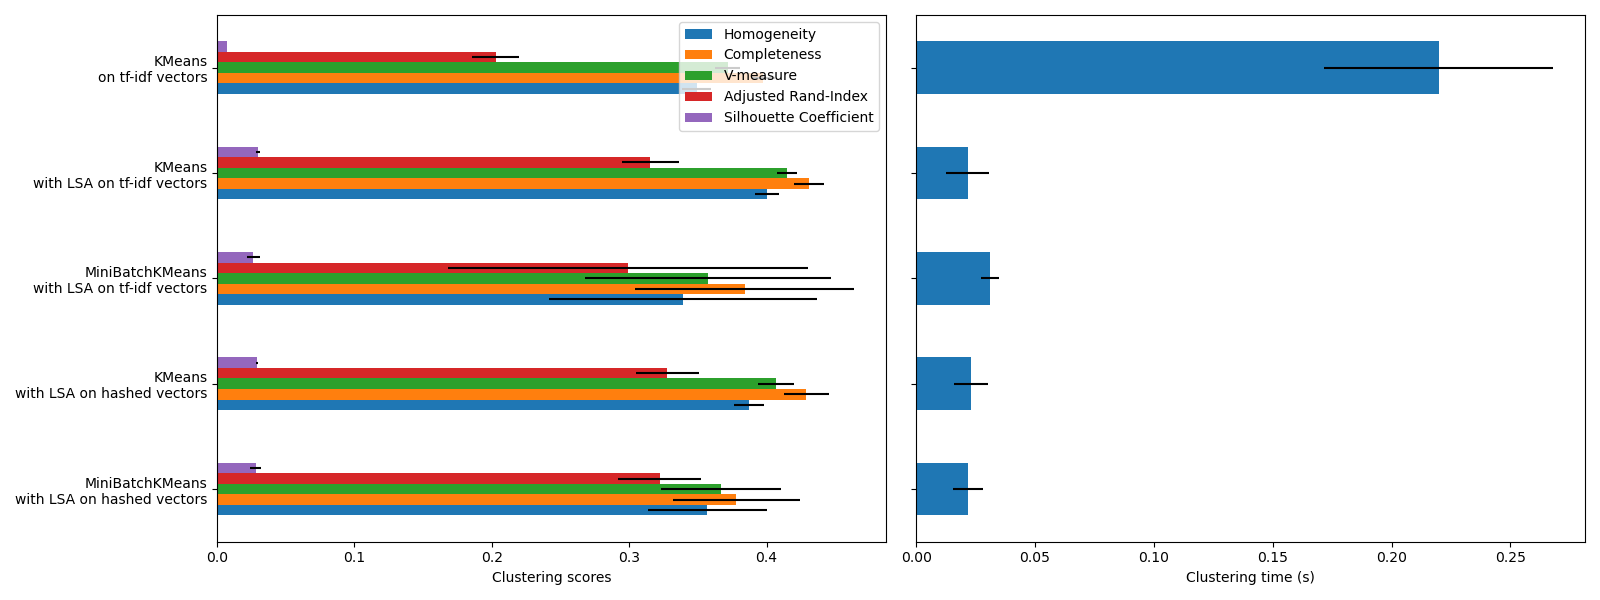 KMeans
on tf-idf vectors
KMeans
with LSA on tf-idf vectors
MiniBatchKMeans
with LSA on tf-idf vectors
KMeans
with LSA on hashed vectors
MiniBatchKMeans
with LSA on hashed vectors
Homogeneity
Completeness
V-measure
Adjusted Rand-Index
Silhouette Coefficient
0.0 0.1 0.2 0.3 0.4
Clustering scores
0.00 0.05 0.10 0.15 0.20 0.25
Clustering time (s)